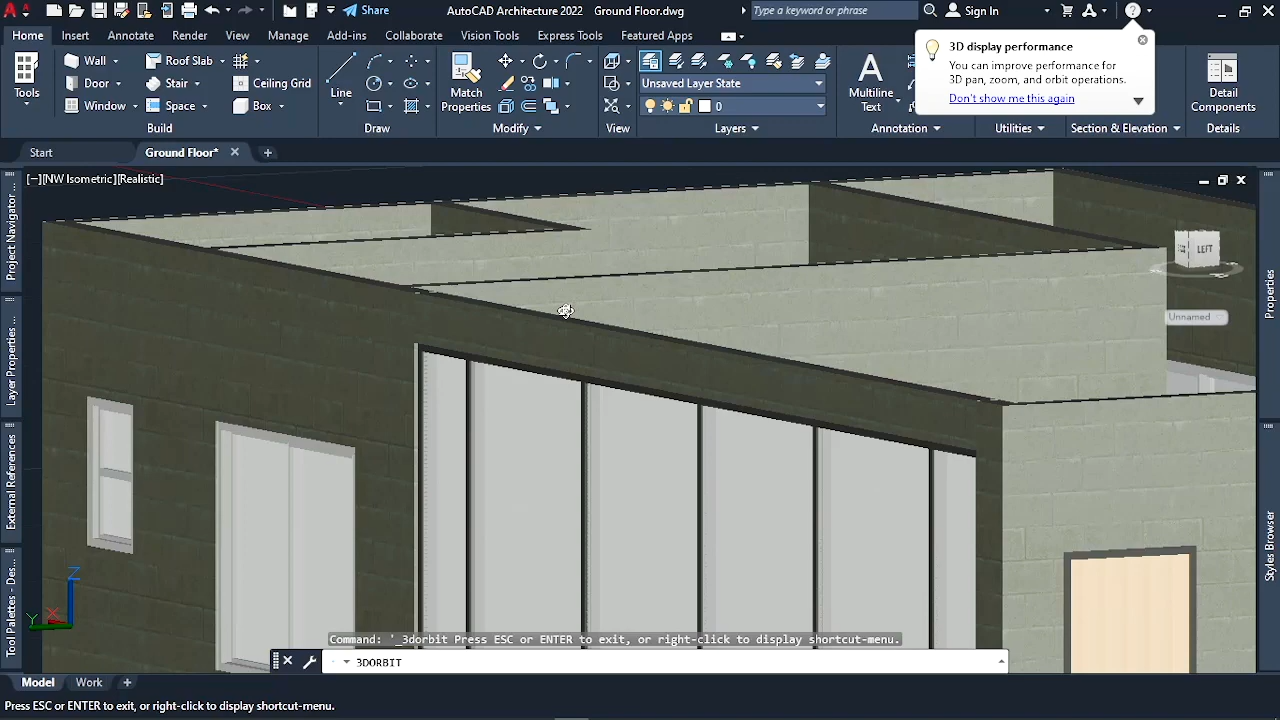 Share
AutoCAD Architecture 2022 Ground Floor.dwg
Type a keyword or phrase
Sign In
Home Insert Annotate Render View Manage Add-ins Collaborate Vision Tools Express Tools Featured Apps
3D display performance
You can improve performance for
3D pan, zoom, and orbit operations.
Don't show me this again
Tools
Wall
Door
Window
Roof Slab
Stair
Space
Ceiling Grid
Box
Build
Line
Draw
Match
Properties
Modify
View
Unsaved Layer State
0
Layers
Multiline
Text
Annotation
Utilities
Section & Elevation
Detail
Components
Details
Start
Ground Floor*
[−][NW Isometric][Realistic]
Project Navigator ...
Layer Properties ...
External References
Tool Palettes - Des...
Properties
Styles Browser
LEFT
Unnamed
Z
X
Y
Command: '_3dorbit Press ESC or ENTER to exit, or right-click to display shortcut-menu.
3DORBIT
Model Work
Press ESC or ENTER to exit, or right-click to display shortcut-menu.